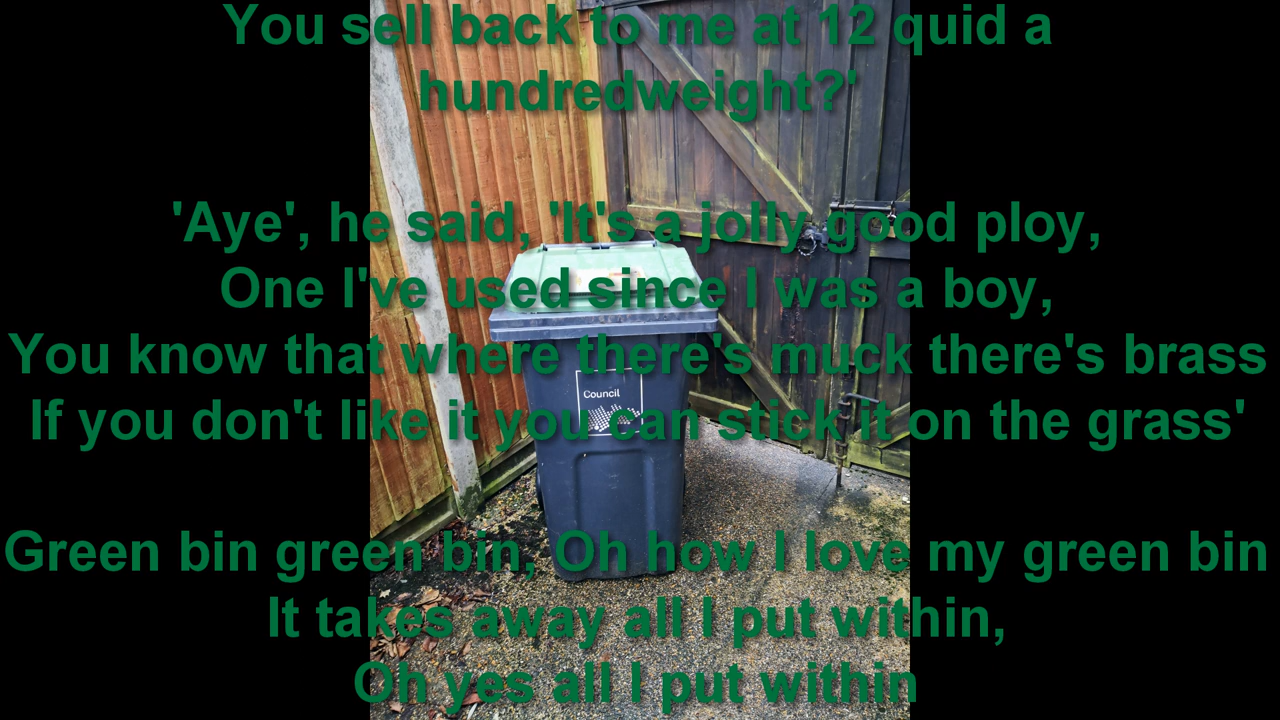 You sell back to me at 12 quid a
hundredweight?'
'Aye', he said, 'It's a jolly good ploy,
One I've used since I was a boy,
You know that where there's muck there's brass
If you don't like it you can stick it on the grass'
Council
Green bin green bin, Oh how I love my green bin
It takes away all I put within,
Oh yes all I put within